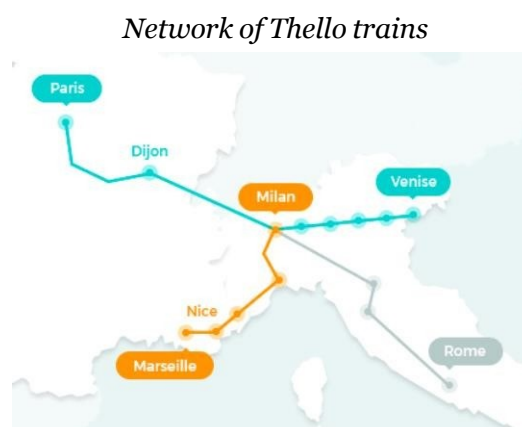 Network of Thello trains
Paris
Dijon
Milan
Venise
Nice
Marseille
Rome